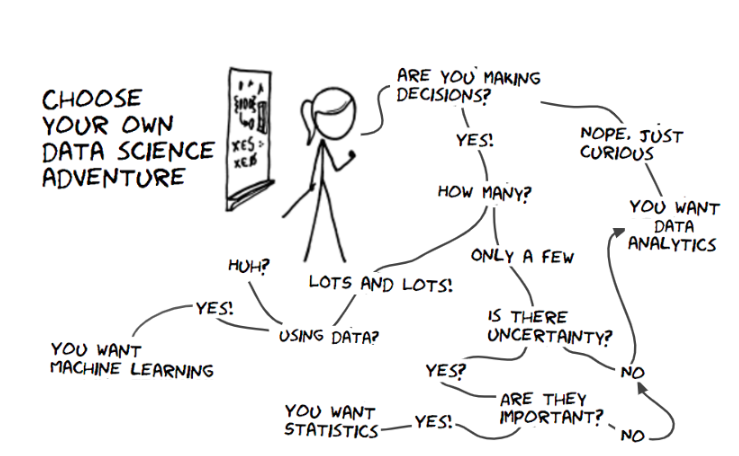 CHOOSE
YOUR OWN
DATA SCIENCE
ADVENTURE
ARE YOU MAKING
DECISIONS?
YES!
NOPE, JUST
CURIOUS
HOW MANY?
YOU WANT
DATA
ANALYTICS
ONLY A FEW
HUH?
LOTS AND LOTS!
YES!
USING DATA?
IS THERE
UNCERTAINTY?
YOU WANT
MACHINE LEARNING
YES?
NO
ARE THEY
IMPORTANT?
YOU WANT
STATISTICS
YES!
NO